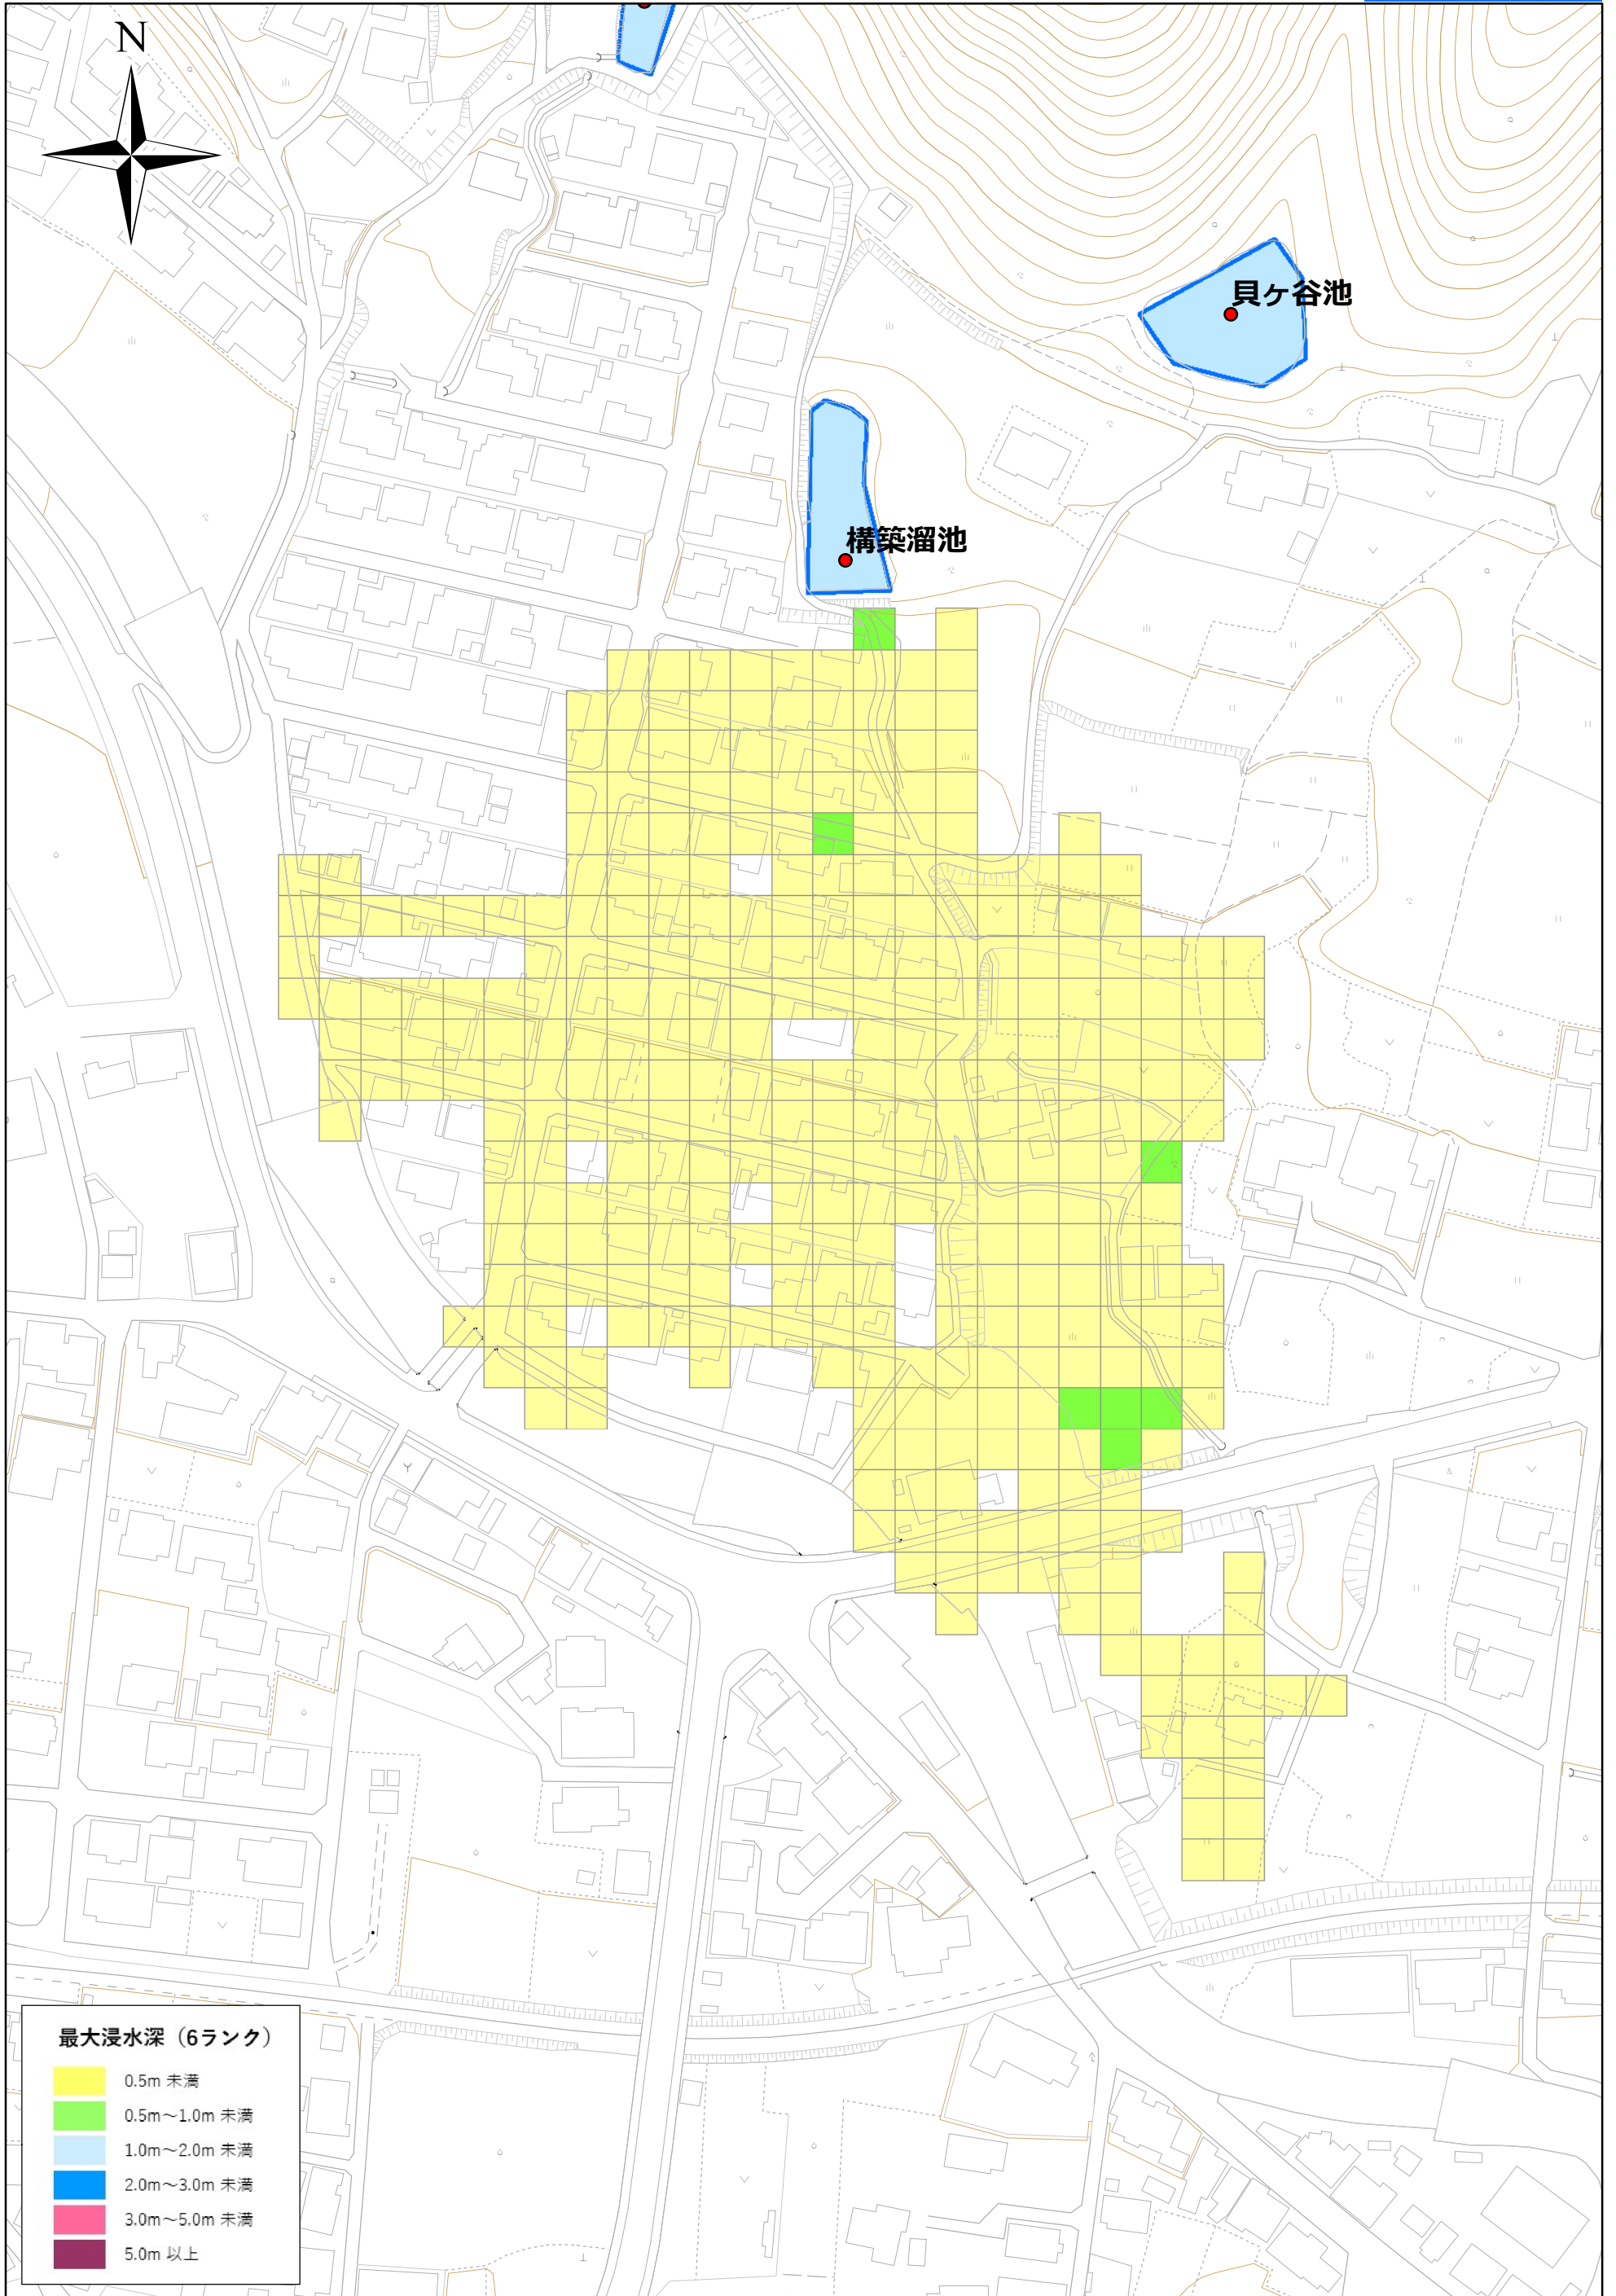 N
貝ヶ谷池
構築溜池
最大浸水深（6ランク）
0.5m 未満
0.5m～1.0m 未満
1.0m～2.0m 未満
2.0m～3.0m 未満
3.0m～5.0m 未満
5.0m 以上